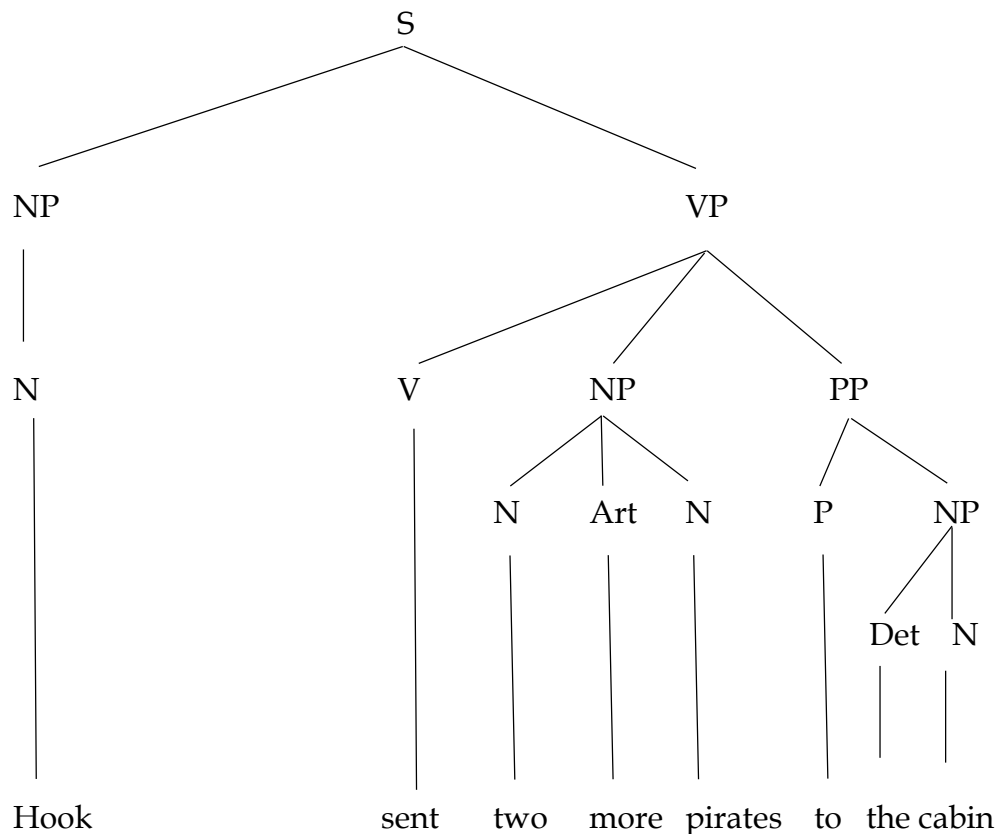 S
NP VP
N V NP PP
N Art N P NP
Det N
Hook sent two more pirates to the cabin